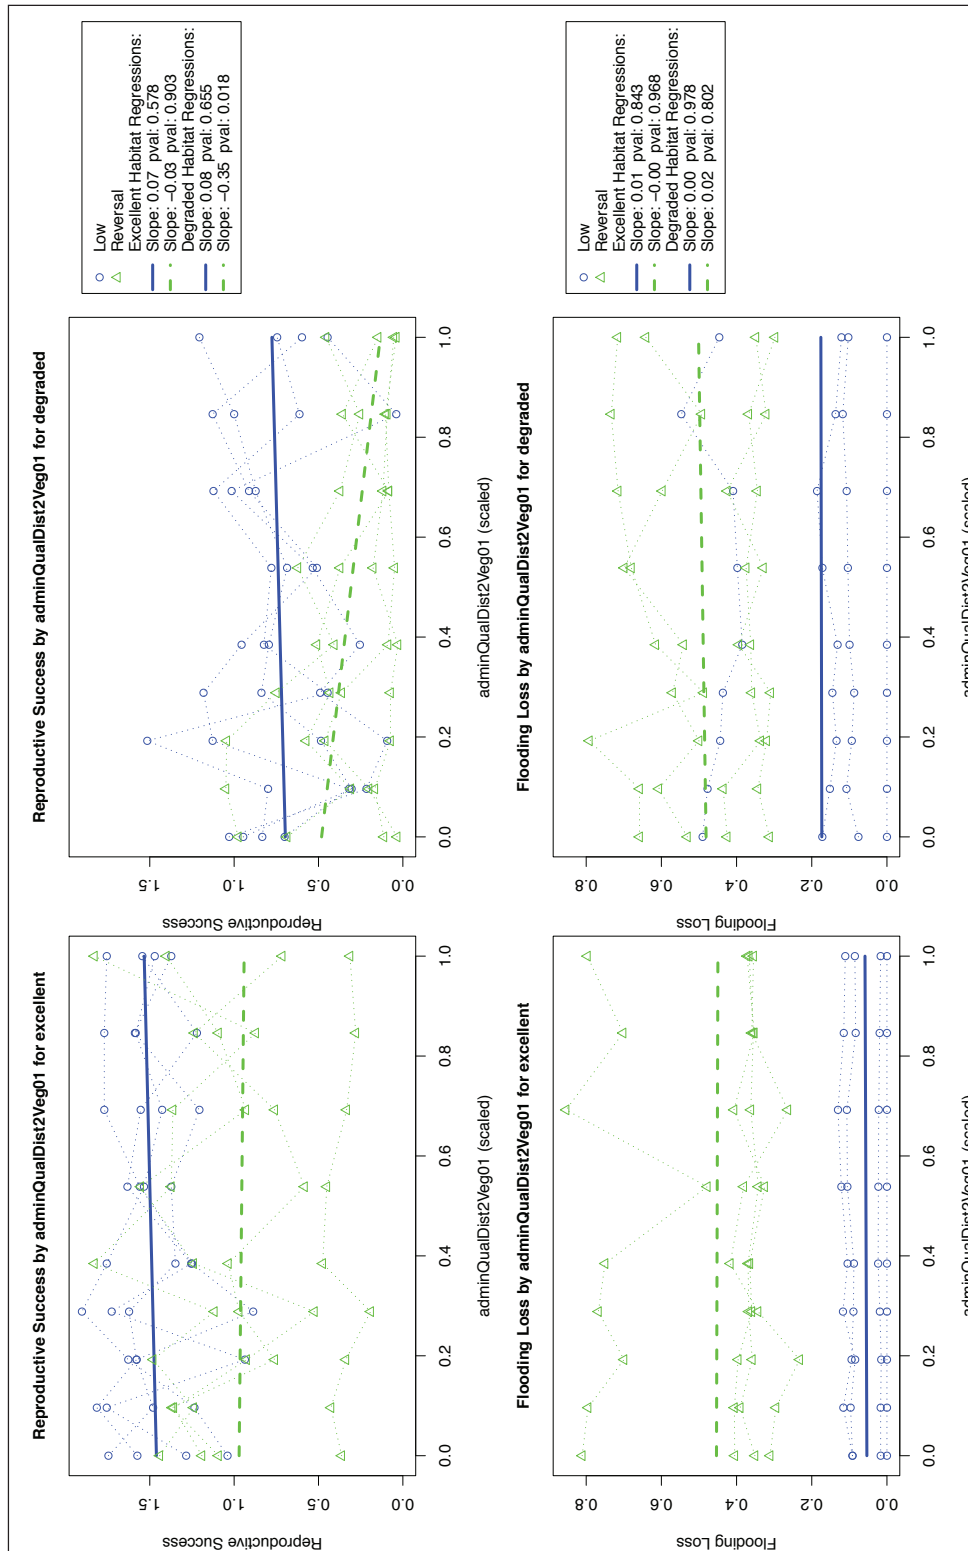 Reproductive Success by adminQualDist2Veg01 for excellent
Reproductive Success
0.0 0.5 1.0 1.5
0.0 0.2 0.4 0.6 0.8 1.0
adminQualDist2Veg01 (scaled)
Reproductive Success by adminQualDist2Veg01 for degraded
Reproductive Success
0.0 0.5 1.0 1.5
0.0 0.2 0.4 0.6 0.8 1.0
adminQualDist2Veg01 (scaled)
Low
Reversal
Excellent Habitat Regressions:
Slope: 0.07 pval: 0.578
Slope: −0.03 pval: 0.903
Degraded Habitat Regressions:
Slope: 0.08 pval: 0.655
Slope: −0.35 pval: 0.018
Flooding Loss by adminQualDist2Veg01 for excellent
Flooding Loss
0.0 0.2 0.4 0.6 0.8
0.0 0.2 0.4 0.6 0.8 1.0
adminQualDist2Veg01 (scaled)
Flooding Loss by adminQualDist2Veg01 for degraded
Flooding Loss
0.0 0.2 0.4 0.6 0.8
0.0 0.2 0.4 0.6 0.8 1.0
adminQualDist2Veg01 (scaled)
Low
Reversal
Excellent Habitat Regressions:
Slope: 0.01 pval: 0.843
Slope: −0.00 pval: 0.968
Degraded Habitat Regressions:
Slope: 0.00 pval: 0.978
Slope: 0.02 pval: 0.802